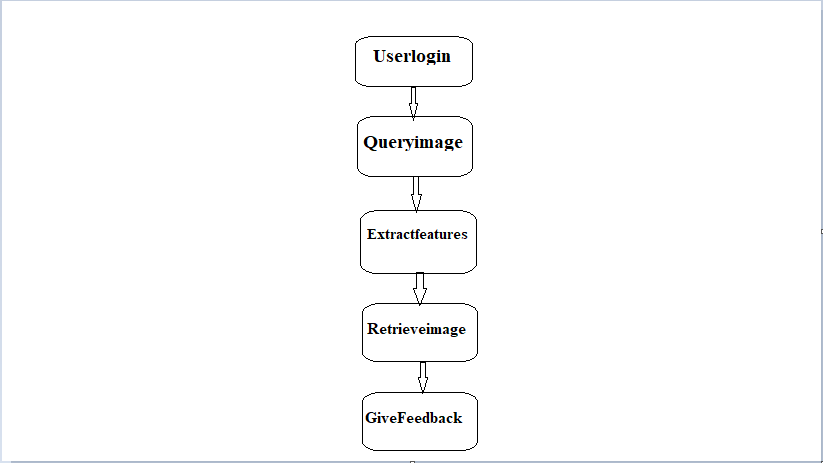 Userlogin
Queryimage
Extractfeatures
Retrieveimage
GiveFeedback